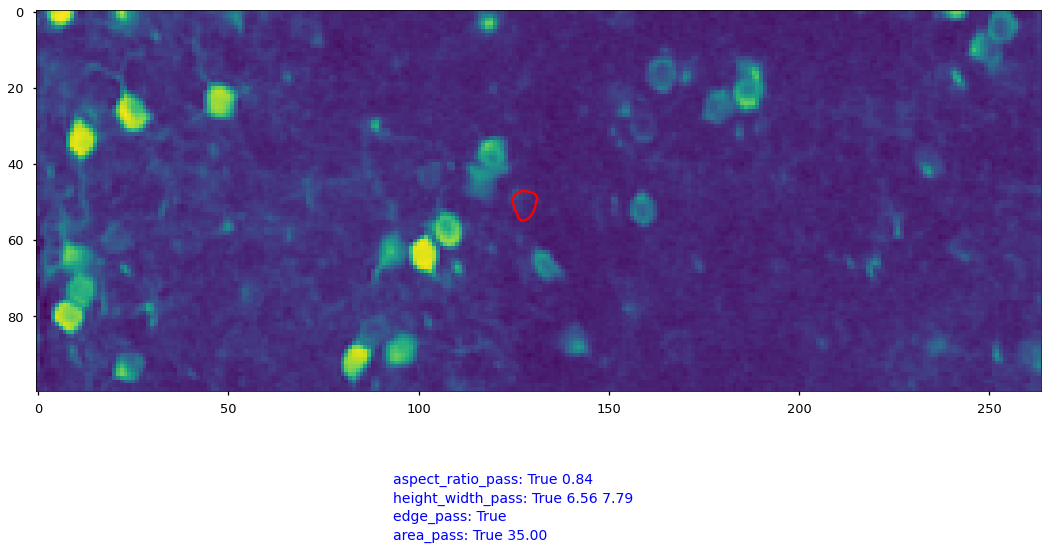 0
20
40
60
80
0 50 100 150 200 250
aspect_ratio_pass: True 0.84
height_width_pass: True 6.56 7.79
edge_pass: True
area_pass: True 35.00